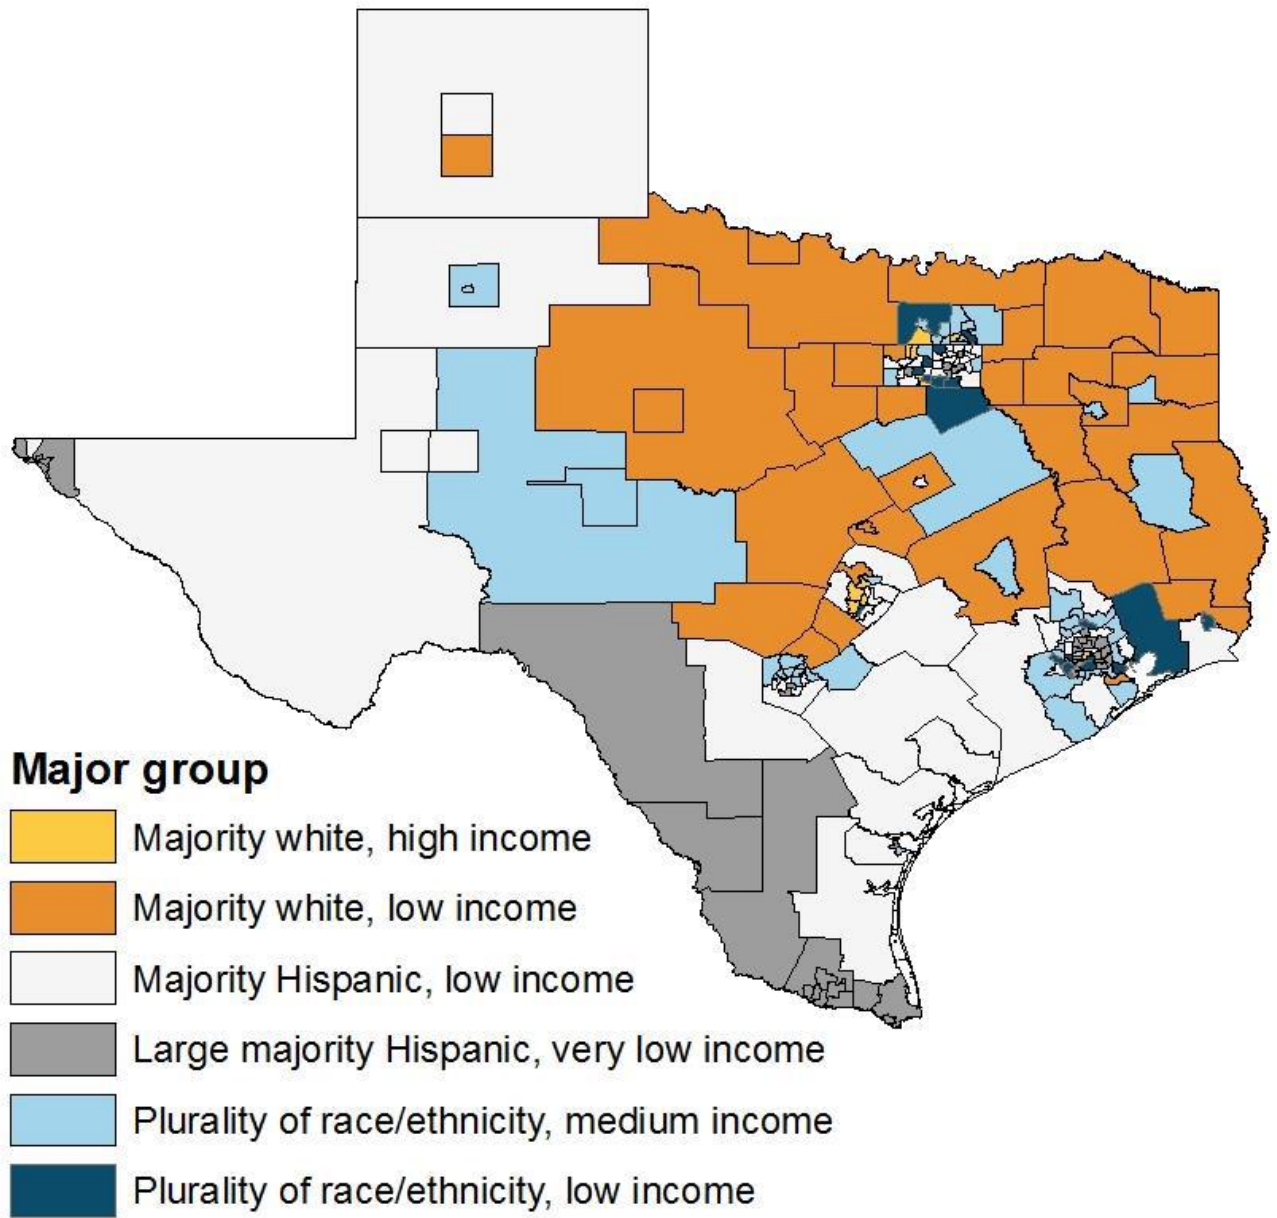 Major group
Majority white, high income
Majority white, low income
Majority Hispanic, low income
Large majority Hispanic, very low income
Plurality of race/ethnicity, medium income
Plurality of race/ethnicity, low income